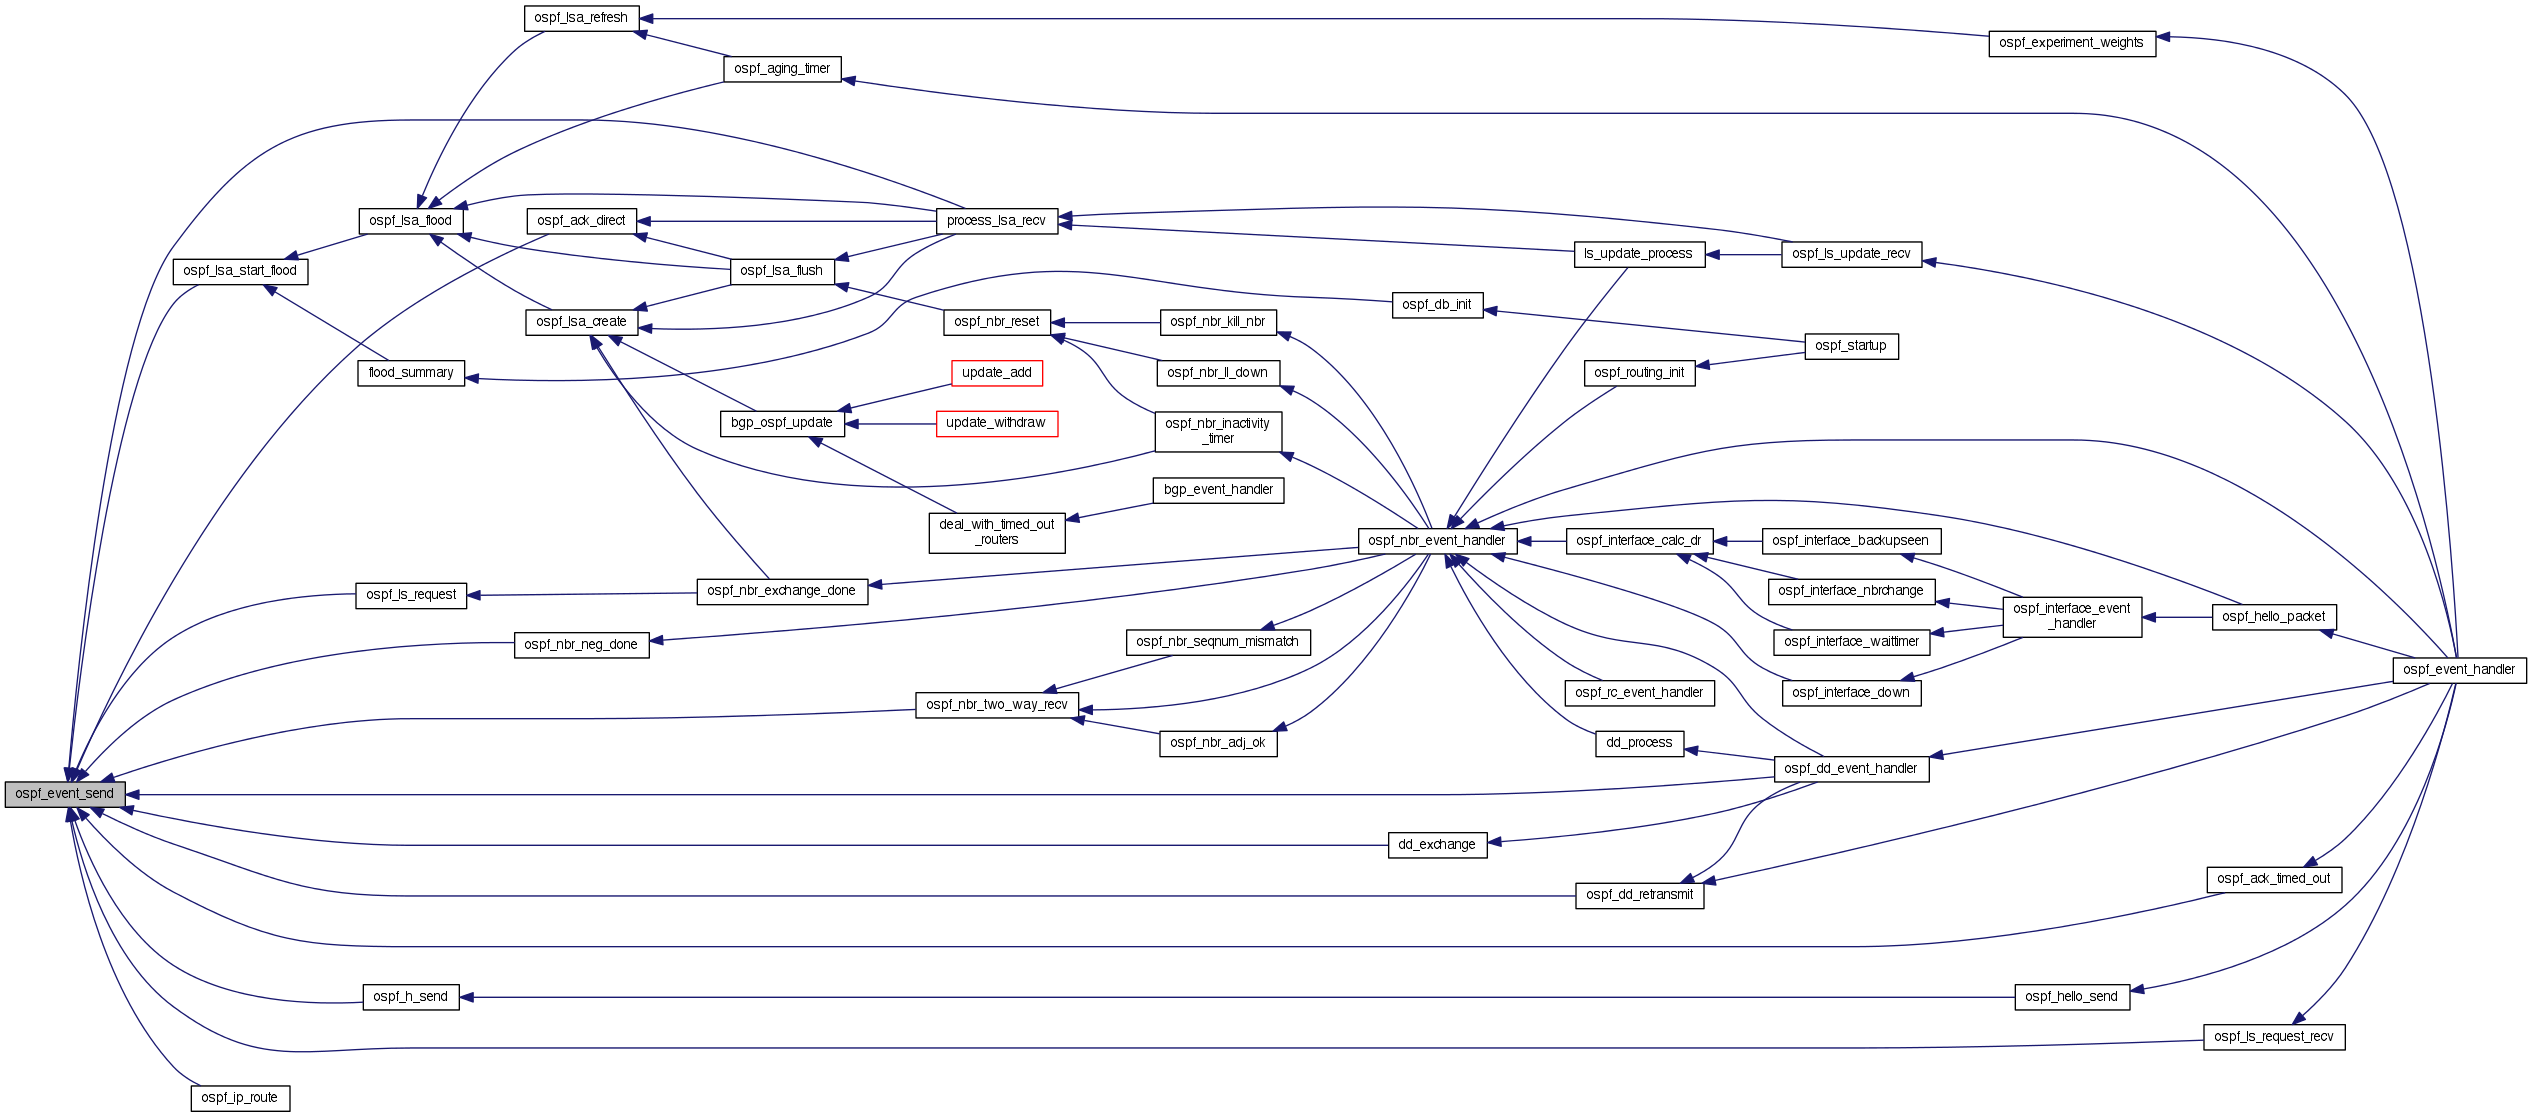 ospf_lsa_refresh
ospf_experiment_weights
ospf_aging_timer
ospf_lsa_flood
ospf_ack_direct
process_lsa_recv
ls_update_process
ospf_ls_update_recv
ospf_lsa_start_flood
ospf_lsa_flush
ospf_db_init
ospf_lsa_create
ospf_nbr_reset
ospf_nbr_kill_nbr
ospf_startup
flood_summary
update_add
ospf_nbr_ll_down
ospf_routing_init
bgp_ospf_update
update_withdraw
ospf_nbr_inactivity
_timer
bgp_event_handler
deal_with_timed_out
_routers
ospf_nbr_event_handler
ospf_interface_calc_dr
ospf_interface_backupseen
ospf_ls_request
ospf_nbr_exchange_done
ospf_interface_nbrchange
ospf_interface_event
_handler
ospf_hello_packet
ospf_nbr_neg_done
ospf_nbr_seqnum_mismatch
ospf_interface_waittimer
ospf_event_handler
ospf_nbr_two_way_recv
ospf_rc_event_handler
ospf_interface_down
ospf_nbr_adj_ok
dd_process
ospf_dd_event_handler
ospf_event_send
dd_exchange
ospf_dd_retransmit
ospf_ack_timed_out
ospf_h_send
ospf_hello_send
ospf_ls_request_recv
ospf_ip_route